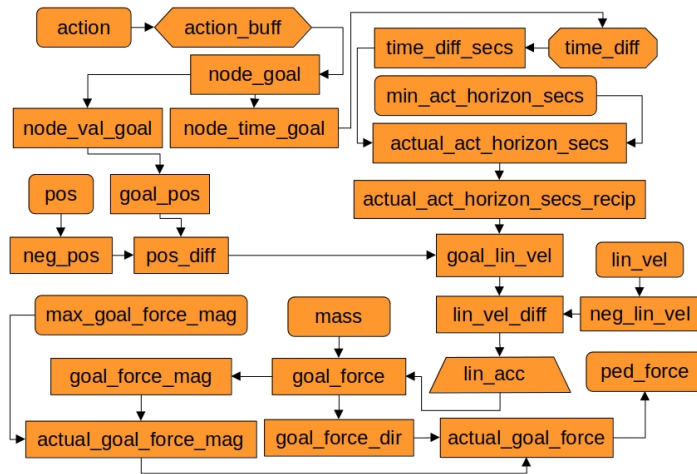 action
action_buff
time_diff_secs
time_diff
node_goal
min_act_horizon_secs
node_val_goal
node_time_goal
actual_act_horizon_secs
pos
goal_pos
actual_act_horizon_secs_recip
neg_pos
pos_diff
goal_lin_vel
lin_vel
max_goal_force_mag
mass
lin_vel_diff
neg_lin_vel
goal_force_mag
goal_force
lin_acc
ped_force
actual_goal_force_mag
goal_force_dir
actual_goal_force